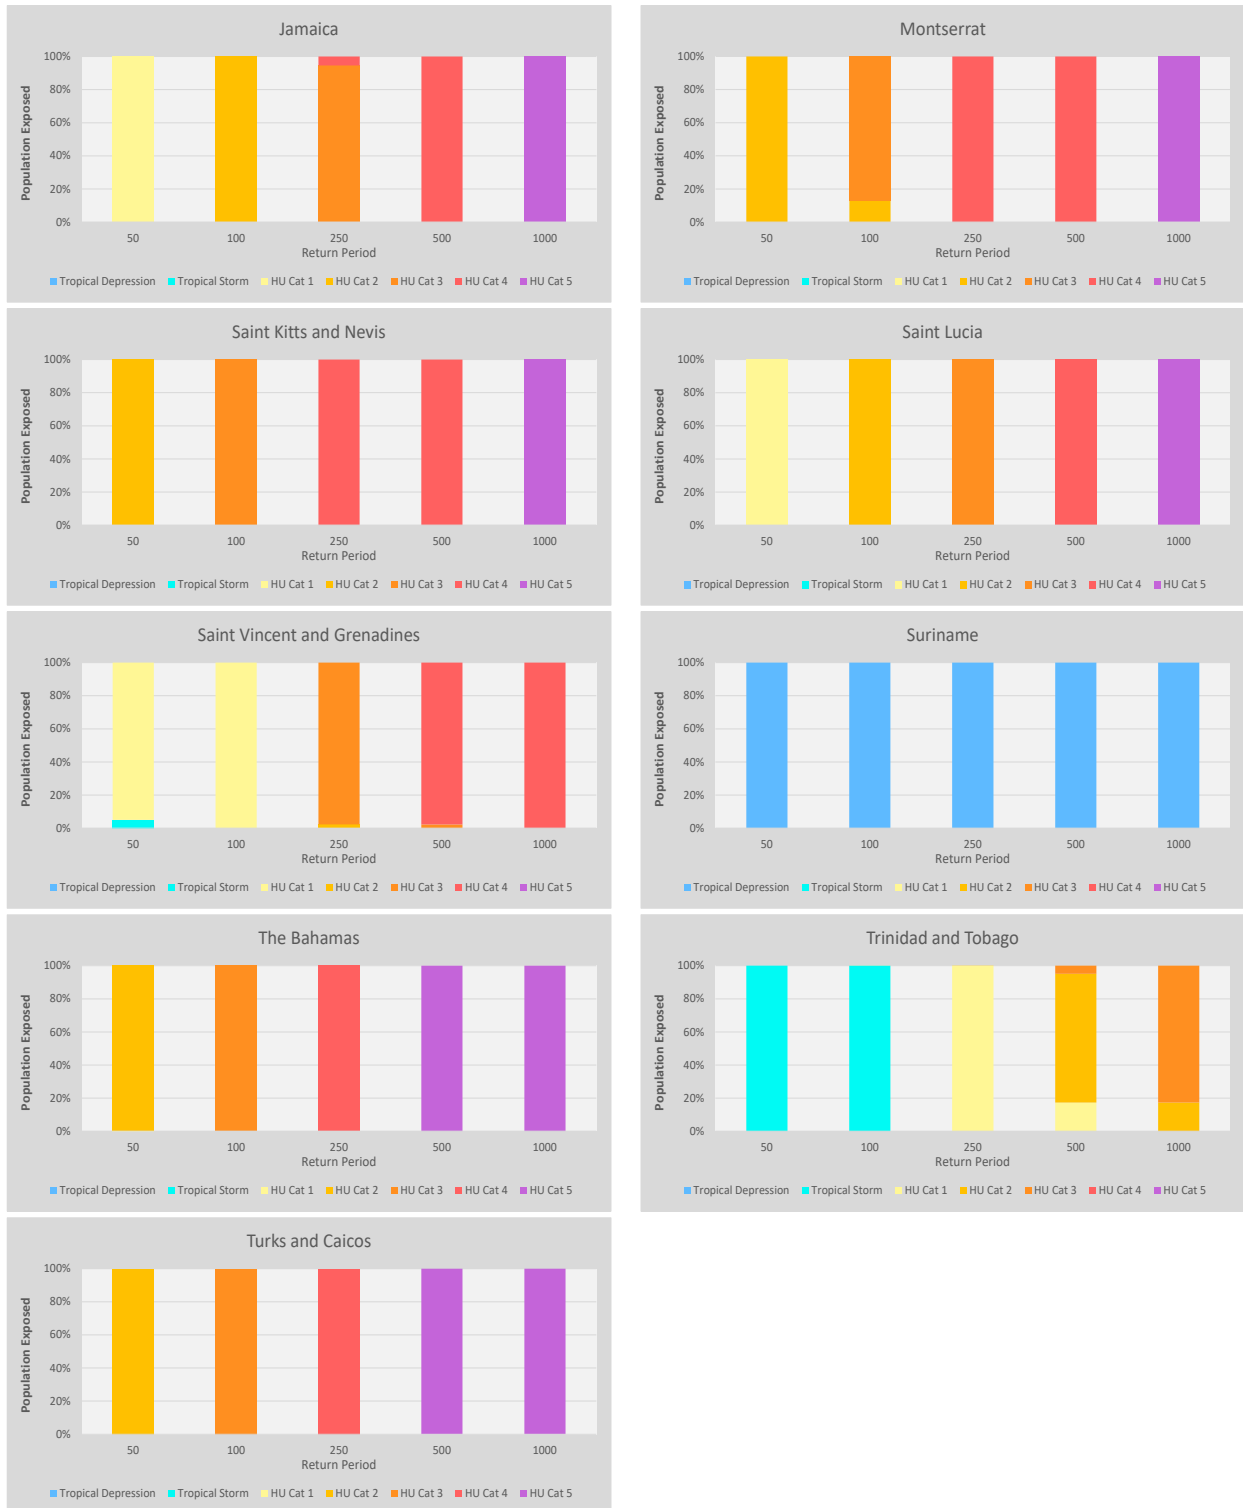 Jamaica
Population Exposed
100%
80%
60%
40%
20%
0%
50 100 250 500 1000
Return Period
Tropical Depression Tropical Storm HU Cat 1 HU Cat 2 HU Cat 3 HU Cat 4 HU Cat 5
Montserrat
Population Exposed
100%
80%
60%
40%
20%
0%
50 100 250 500 1000
Return Period
Tropical Depression Tropical Storm HU Cat 1 HU Cat 2 HU Cat 3 HU Cat 4 HU Cat 5
Saint Kitts and Nevis
Population Exposed
100%
80%
60%
40%
20%
0%
50 100 250 500 1000
Return Period
Tropical Depression Tropical Storm HU Cat 1 HU Cat 2 HU Cat 3 HU Cat 4 HU Cat 5
Saint Lucia
Population Exposed
100%
80%
60%
40%
20%
0%
50 100 250 500 1000
Return Period
Tropical Depression Tropical Storm HU Cat 1 HU Cat 2 HU Cat 3 HU Cat 4 HU Cat 5
Saint Vincent and Grenadines
Population Exposed
100%
80%
60%
40%
20%
0%
50 100 250 500 1000
Return Period
Tropical Depression Tropical Storm HU Cat 1 HU Cat 2 HU Cat 3 HU Cat 4 HU Cat 5
Suriname
Population Exposed
100%
80%
60%
40%
20%
0%
50 100 250 500 1000
Return Period
Tropical Depression Tropical Storm HU Cat 1 HU Cat 2 HU Cat 3 HU Cat 4 HU Cat 5
The Bahamas
Population Exposed
100%
80%
60%
40%
20%
0%
50 100 250 500 1000
Return Period
Tropical Depression Tropical Storm HU Cat 1 HU Cat 2 HU Cat 3 HU Cat 4 HU Cat 5
Trinidad and Tobago
Population Exposed
100%
80%
60%
40%
20%
0%
50 100 250 500 1000
Return Period
Tropical Depression Tropical Storm HU Cat 1 HU Cat 2 HU Cat 3 HU Cat 4 HU Cat 5
Turks and Caicos
Population Exposed
100%
80%
60%
40%
20%
0%
50 100 250 500 1000
Return Period
Tropical Depression Tropical Storm HU Cat 1 HU Cat 2 HU Cat 3 HU Cat 4 HU Cat 5